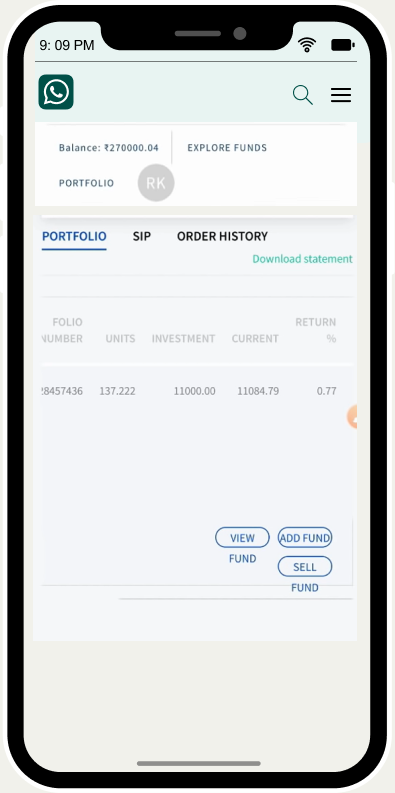 9: 09 PM
Balance: ₹270000.04
EXPLORE FUNDS
PORTFOLIO
RK
PORTFOLIO SIP ORDER HISTORY
Download statement
FOLIO RETURN
NUMBER UNITS INVESTMENT CURRENT %
28457436 137.222 11000.00 11084.79 0.77
VIEW ADD FUND
FUND
SELL
FUND